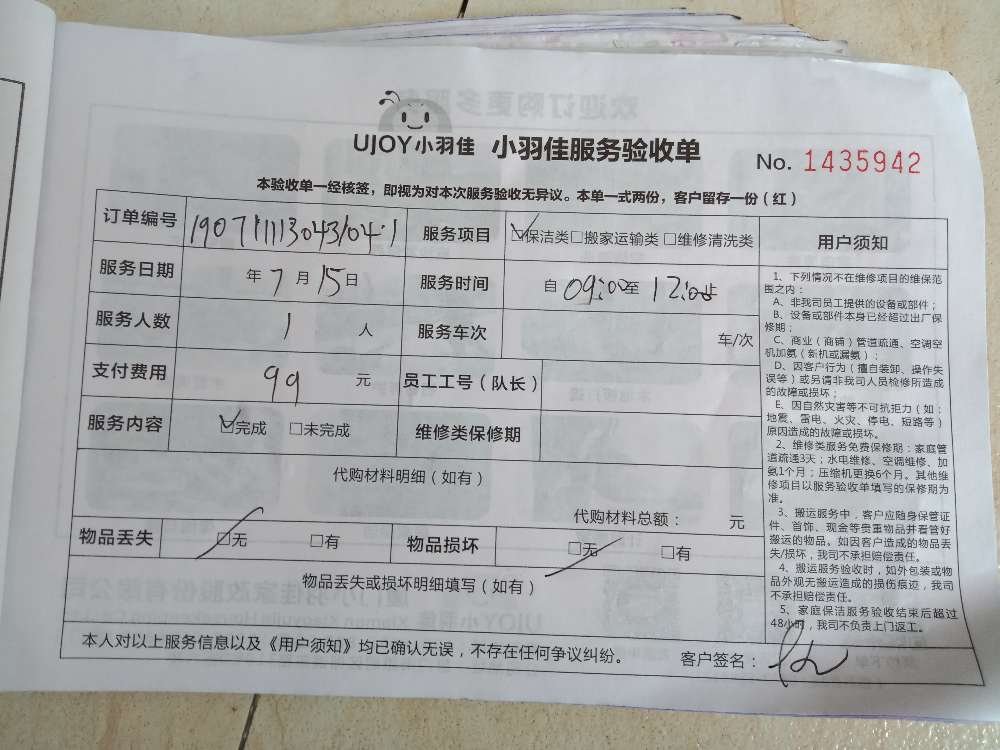 UJOY小羽佳 小羽佳服务验收单 No. 1435942
本验收单一经核签，即视为对本次服务验收无异议。本单一式两份，客户留存一份（红）
订单编号 190711113043104·1 服务项目 ☑保洁类□搬家运输类□维修清洗类 用户须知
服务日期 年7月15日 服务时间 自09:00至12:00止
服务人数 1 人 服务车次 车/次
支付费用 99 元 员工工号（队长）
服务内容 ☑完成 □未完成 维修类保修期
代购材料明细（如有）
代购材料总额： 元
物品丢失 ☑无 □有 物品损坏 ☑无 □有
物品丢失或损坏明细填写（如有）
本人对以上服务信息以及《用户须知》均已确认无误，不存在任何争议纠纷。 客户签名：
1、下列情况不在维修项目的维保范
围之内：
A、非我司员工提供的设备或部件；
B、设备或部件本身已经超过出厂保
修期；
C、商业（商铺）管道疏通、空调空
机加氨（新机或漏氨）；
D、因客户行为（擅自装卸、操作失
误等）或另请非我司人员检修所造成
的故障或损坏；
E、因自然灾害等不可抗拒力（如：
地震、雷电、火灾、停电、短路等）
原因造成的故障或损坏。
2、维修类服务免费保修期：家庭管
道疏通3天；水电维修、空调维修、加
氨1个月；压缩机更换6个月。其他维
修项目以服务验收单填写的保修期为
准。
3、搬运服务中，客户应随身保管证
件、首饰、现金等贵重物品并看管好
搬运的物品。如因客户造成的物品丢
失/损坏，我司不承担赔偿责任。
4、搬运服务验收时，如外包装或物
品外观无搬运造成的损伤痕迹，我司
不承担赔偿责任。
5、家庭保洁服务验收结束后超过
48小时，我司不负责上门返工。